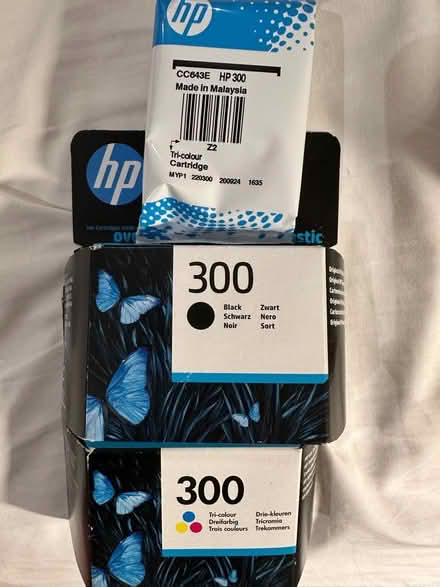 hp
CC643E HP 300
Made in Malaysia
Z2
Tri-colour
Cartridge
MYP1 220300 200924 1635
hp
300
Black Zwart
Schwarz Nero
Noir Sort
300
Tri-colour Drie-kleuren
Dreifarbig Tricromia
Trois couleurs Trekommers